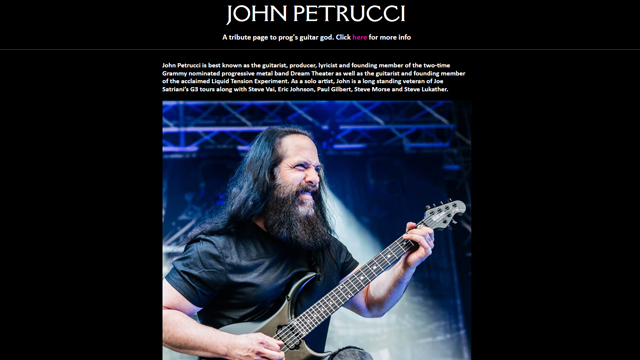 JOHN PETRUCCI
A tribute page to prog's guitar god. Click here for more info
John Petrucci is best known as the guitarist, producer, lyricist and founding member of the two-time
Grammy nominated progressive metal band Dream Theater as well as the guitarist and founding member
of the acclaimed Liquid Tension Experiment. As a solo artist, John is a long standing veteran of Joe
Satriani's G3 tours along with Steve Vai, Eric Johnson, Paul Gilbert, Steve Morse and Steve Lukather.